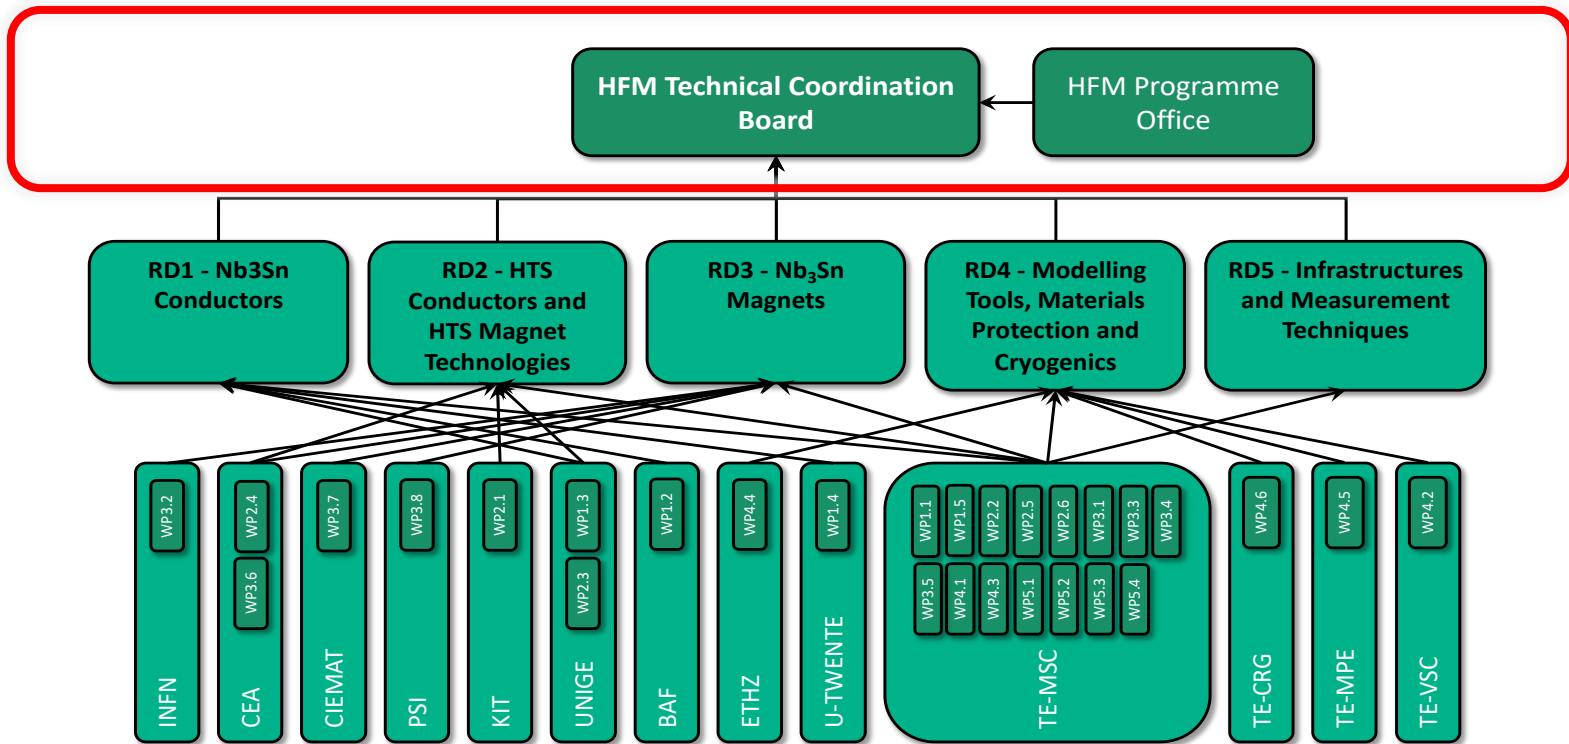 HFM Technical Coordination
Board
HFM Programme
Office
RD1 - Nb3Sn
Conductors
RD2 - HTS
Conductors and
HTS Magnet
Technologies
RD3 - Nb₃Sn
Magnets
RD4 - Modelling
Tools, Materials
Protection and
Cryogenics
RD5 - Infrastructures
and Measurement
Techniques
WP3.2
INFN
WP2.4
WP3.6
CEA
WP3.7
CIEMAT
WP3.8
PSI
WP2.1
KIT
WP1.3
WP2.3
UNIGE
WP1.2
BAF
WP4.4
ETHZ
WP1.4
U-TWENTE
WP1.1
WP1.5
WP2.2
WP2.5
WP2.6
WP3.1
WP3.3
WP3.4
WP3.5
WP4.1
WP4.3
WP5.1
WP5.2
WP5.3
WP5.4
TE-MSC
WP4.6
TE-CRG
WP4.5
TE-MPE
WP4.2
TE-VSC